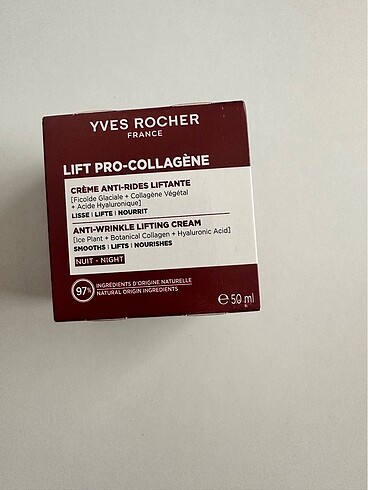 YVES ROCHER
FRANCE
LIFT PRO-COLLAGÈNE
CRÈME ANTI-RIDES LIFTANTE
[Ficoïde Glaciale + Collagène Végétal
+ Acide Hyaluronique]
LISSE | LIFTE | NOURRIT
ANTI-WRINKLE LIFTING CREAM
[Ice Plant + Botanical Collagen + Hyaluronic Acid]
SMOOTHS | LIFTS | NOURISHES
NUIT - NIGHT
97%
INGRÉDIENTS D'ORIGINE NATURELLE
NATURAL ORIGIN INGREDIENTS
℮ 50 ml